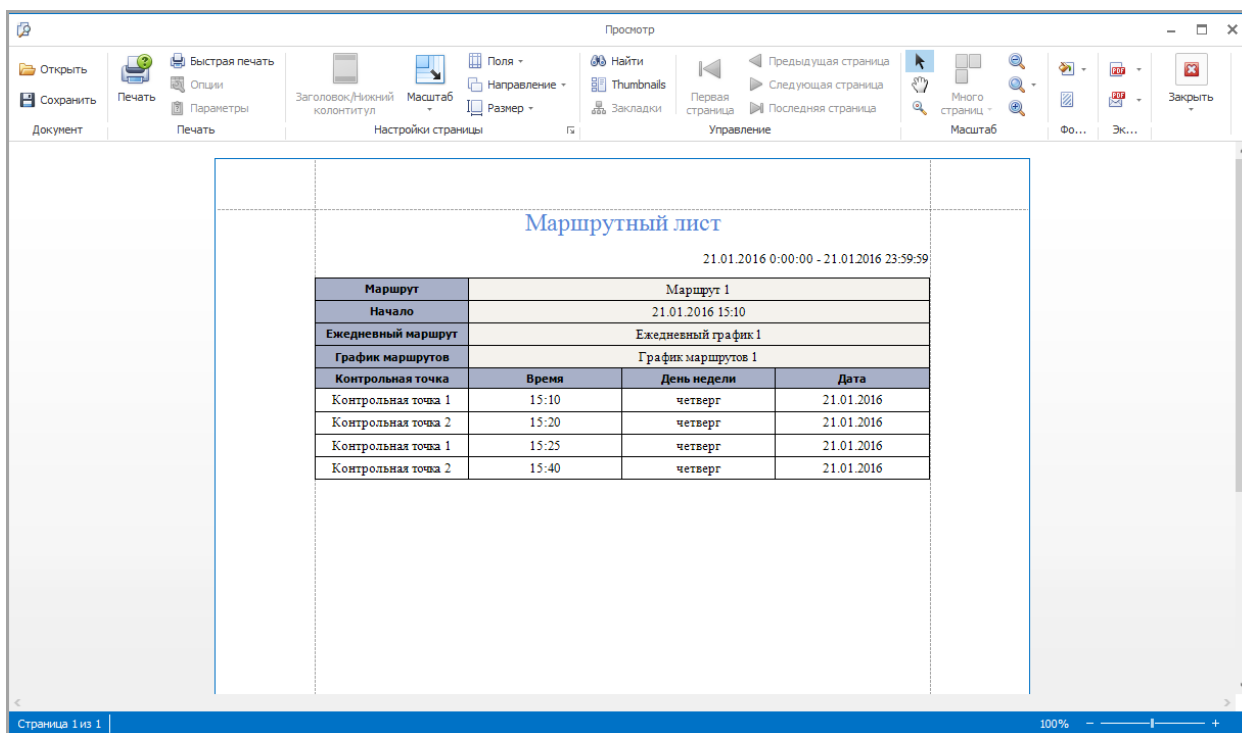 Просмотр
Открыть
Сохранить
Документ
Печать
Быстрая печать
Опции
Параметры
Печать
Заголовок/Нижний
колонтитул
Масштаб
Поля
Направление
Размер
Настройки страницы
Найти
Thumbnails
Закладки
Первая
страница
Предыдущая страница
Следующая страница
Последняя страница
Управление
Много
страниц
Масштаб
Фо...
PDF
PDF
Эк...
Закрыть
Маршрутный лист
21.01.2016 0:00:00 - 21.01.2016 23:59:59
Маршрут Маршрут 1
Начало 21.01.2016 15:10
Ежедневный маршрут Ежедневный график 1
График маршрутов График маршрутов 1
Контрольная точка Время День недели Дата
Контрольная точка 1 15:10 четверг 21.01.2016
Контрольная точка 2 15:20 четверг 21.01.2016
Контрольная точка 1 15:25 четверг 21.01.2016
Контрольная точка 2 15:40 четверг 21.01.2016
Страница 1 из 1 100%